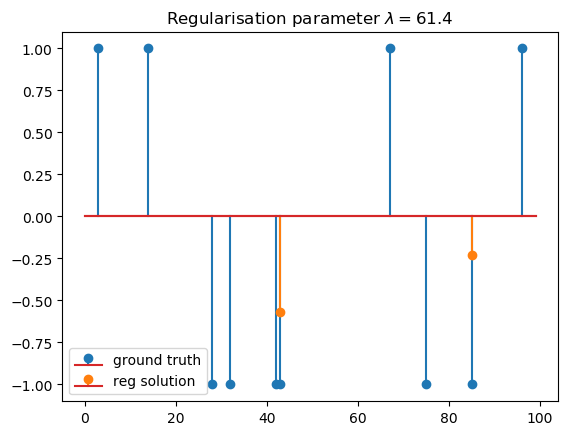 Regularisation parameter λ = 61.4
1.00
0.75
0.50
0.25
0.00
−0.25
−0.50
−0.75
−1.00
ground truth
reg solution
0 20 40 60 80 100